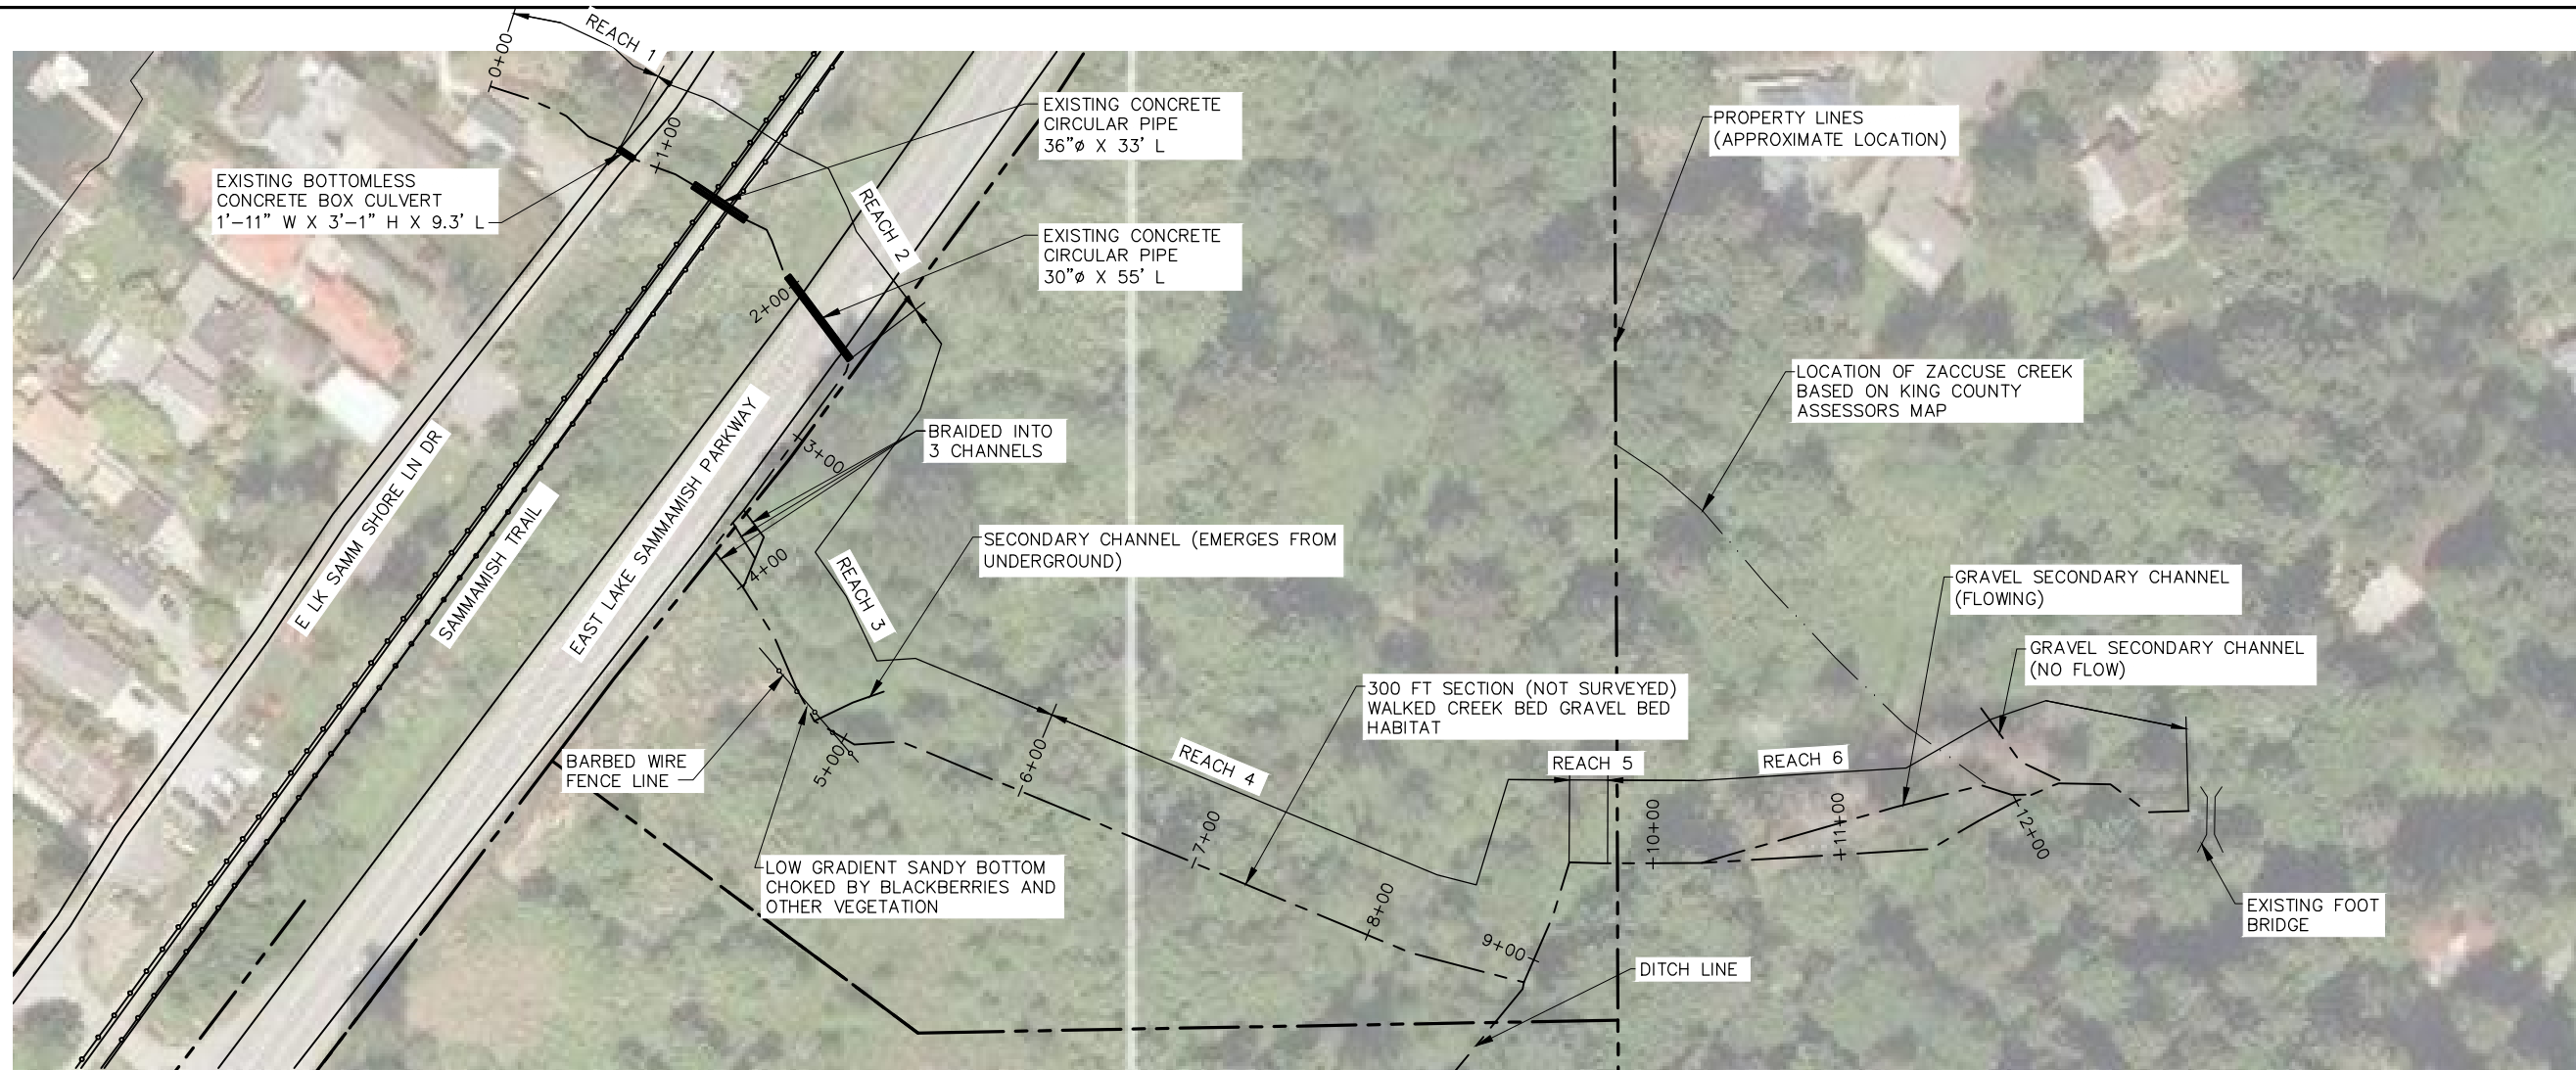 REACH 1
0+00
EXISTING CONCRETE
CIRCULAR PIPE
36"ø X 33' L
PROPERTY LINES
(APPROXIMATE LOCATION)
1+00
EXISTING BOTTOMLESS
CONCRETE BOX CULVERT
1'-11" W X 3'-1" H X 9.3' L
REACH 2
EXISTING CONCRETE
CIRCULAR PIPE
30"ø X 55' L
2+00
LOCATION OF ZACCUSE CREEK
BASED ON KING COUNTY
ASSESSORS MAP
BRAIDED INTO
3 CHANNELS
3+00
E LK SAMM SHORE LN DR
SAMMAMISH TRAIL
EAST LAKE SAMMAMISH PARKWAY
SECONDARY CHANNEL (EMERGES FROM
UNDERGROUND)
4+00
REACH 3
GRAVEL SECONDARY CHANNEL
(FLOWING)
GRAVEL SECONDARY CHANNEL
(NO FLOW)
300 FT SECTION (NOT SURVEYED)
WALKED CREEK BED GRAVEL BED
HABITAT
BARBED WIRE
FENCE LINE
5+00
6+00
REACH 4
REACH 5
REACH 6
7+00
10+00
11+00
12+00
LOW GRADIENT SANDY BOTTOM
CHOKED BY BLACKBERRIES AND
OTHER VEGETATION
8+00
9+00
EXISTING FOOT
BRIDGE
DITCH LINE